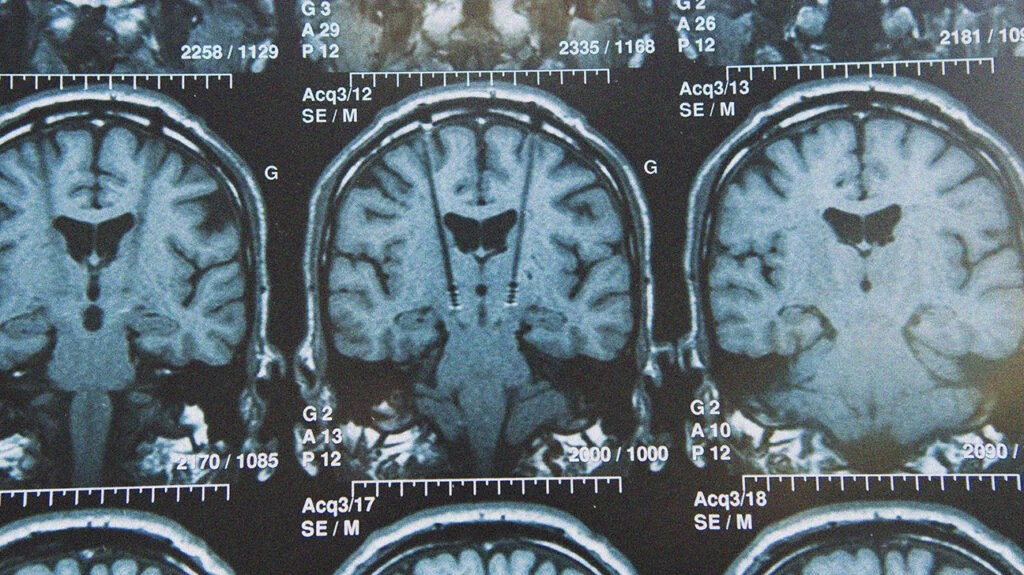 G 3
A 29
P 12
2258 / 1129
2335 / 1168
G 2
A 26
P 12
2181 /
Acq3/12
SE / M
Acq3/13
SE / M
G
G
2170 / 1085
G 2
A 13
P 12
2000 / 1000
G 2
A 10
P 12
2090 /
Acq3/17
SE / M
Acq3/18
SE / M